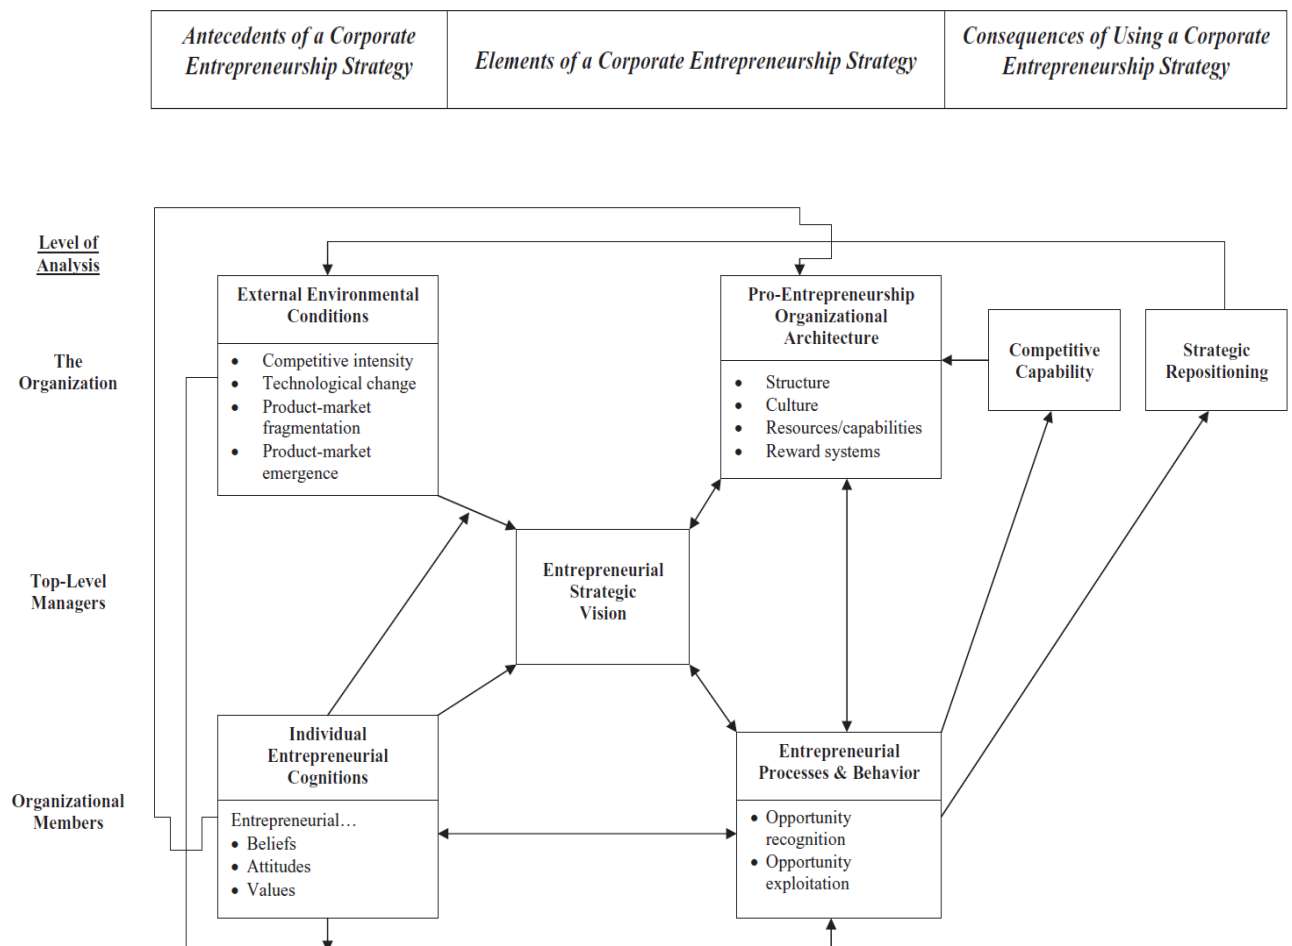 Antecedents of a Corporate
Entrepreneurship Strategy
Elements of a Corporate Entrepreneurship Strategy
Consequences of Using a Corporate
Entrepreneurship Strategy
Level of
Analysis
External Environmental
Conditions
• Competitive intensity
• Technological change
• Product-market
fragmentation
• Product-market
emergence
Pro-Entrepreneurship
Organizational
Architecture
• Structure
• Culture
• Resources/capabilities
• Reward systems
Competitive
Capability
Strategic
Repositioning
The
Organization
Top-Level
Managers
Entrepreneurial
Strategic
Vision
Organizational
Members
Individual
Entrepreneurial
Cognitions
Entrepreneurial…
• Beliefs
• Attitudes
• Values
Entrepreneurial
Processes & Behavior
• Opportunity
recognition
• Opportunity
exploitation